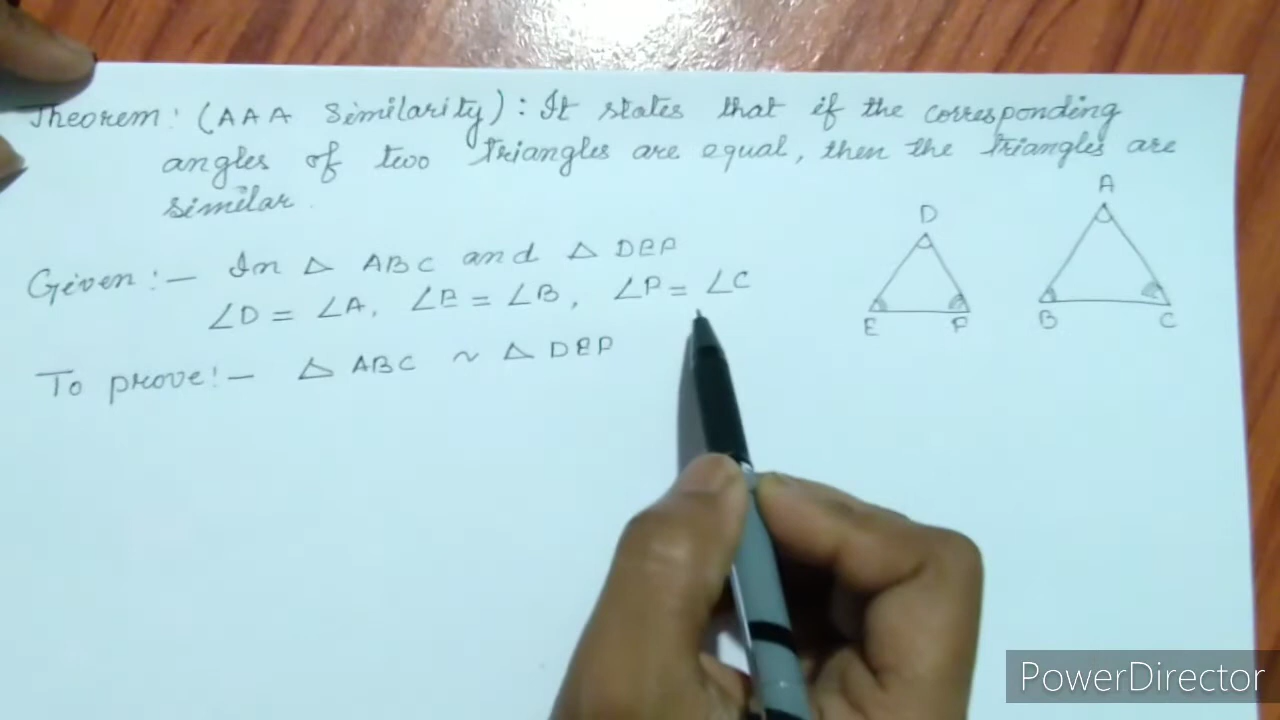 Theorem: (AAA Similarity): It states that if the corresponding
angles of two triangles are equal, then the triangles are
similar.
Given:- In △ ABC and △ DEF
∠D = ∠A, ∠E = ∠B, ∠F = ∠C
To prove:- △ ABC ~ △ DEF
D
E F
A
B C
PowerDirector